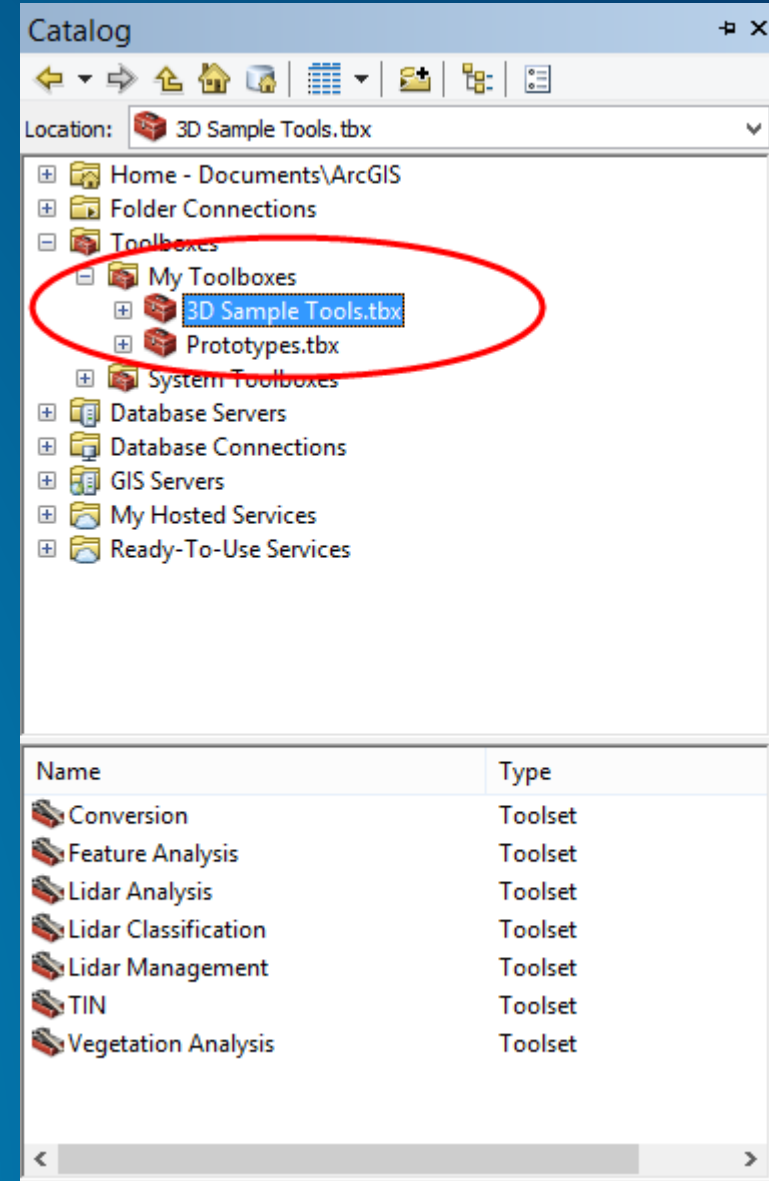 Catalog
Location: 3D Sample Tools.tbx
Home - Documents\ArcGIS
Folder Connections
Toolboxes
My Toolboxes
3D Sample Tools.tbx
Prototypes.tbx
System Toolboxes
Database Servers
Database Connections
GIS Servers
My Hosted Services
Ready-To-Use Services
Name Type
Conversion Toolset
Feature Analysis Toolset
Lidar Analysis Toolset
Lidar Classification Toolset
Lidar Management Toolset
TIN Toolset
Vegetation Analysis Toolset